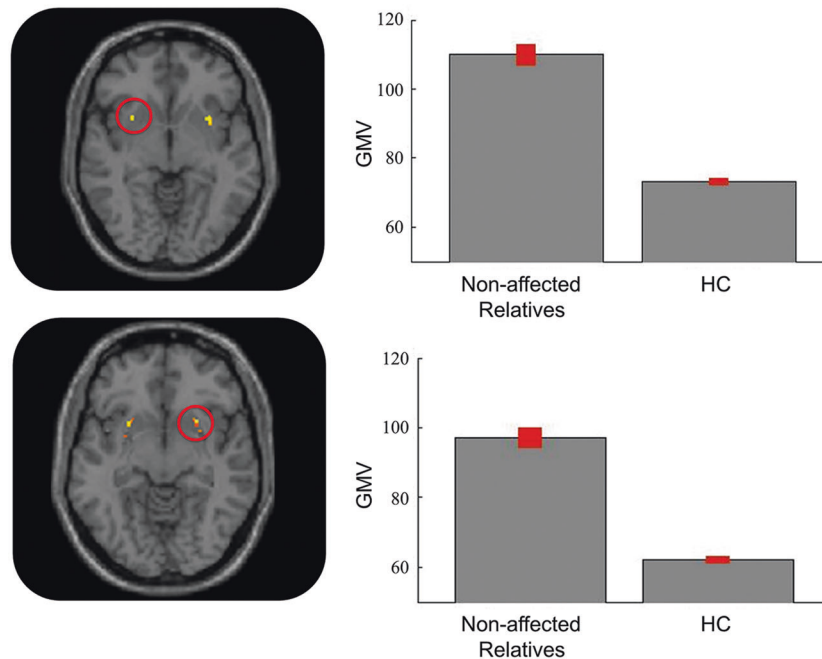 120
100
80
60
GMV
Non-affected
Relatives
HC
120
100
80
60
GMV
Non-affected
Relatives
HC